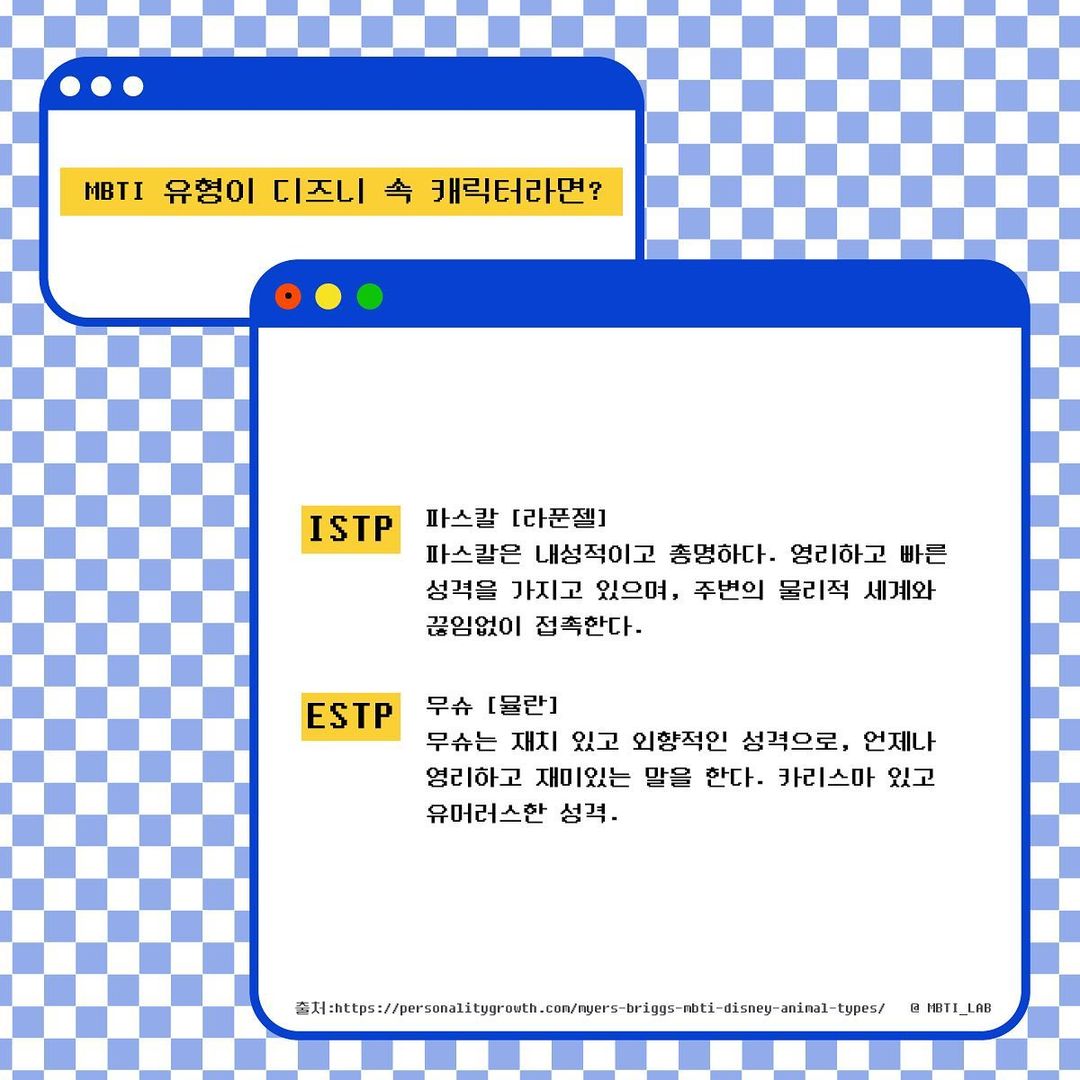 MBTI 유형이 디즈니 속 캐릭터라면?
ISTP
파스칼 [라푼젤]
파스칼은 내성적이고 총명하다. 영리하고 빠른
성격을 가지고 있으며, 주변의 물리적 세계와
끊임없이 접촉한다.
ESTP
무슈 [뮬란]
무슈는 재치 있고 외향적인 성격으로, 언제나
영리하고 재미있는 말을 한다. 카리스마 있고
유머러스한 성격.
출처:https://personalitygrowth.com/myers-briggs-mbti-disney-animal-types/ @ MBTI_LAB